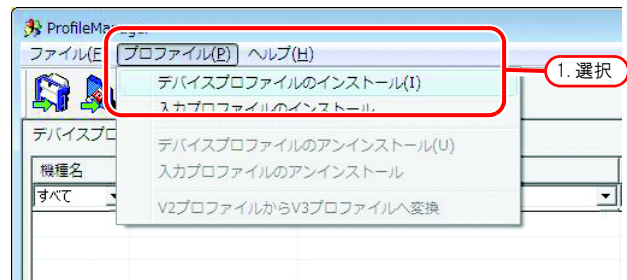 ProfileManager
ファイル(F) プロファイル(P) ヘルプ(H)
デバイスプロファイルのインストール(I)
1. 選択
入力プロファイルのインストール
デバイスプロ
デバイスプロファイルのアンインストール(U)
機種名
入力プロファイルのアンインストール
すべて
V2プロファイルからV3プロファイルへ変換